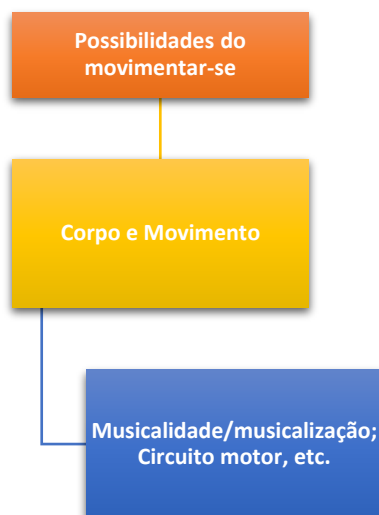 Possibilidades do
movimentar-se
Corpo e Movimento
Musicalidade/musicalização;
Circuito motor, etc.